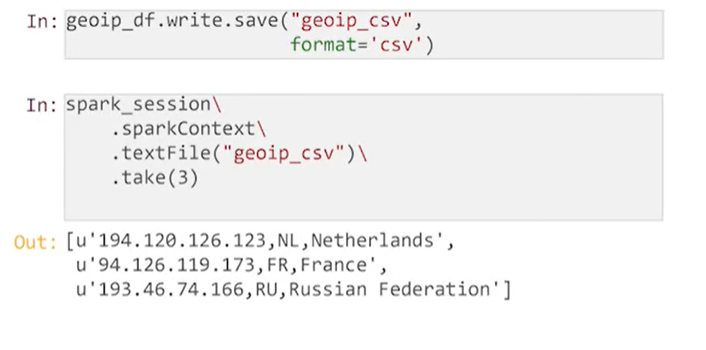 In: geoip_df.write.save("geoip_csv",
format='csv')
In: spark_session\
.sparkContext\
.textFile("geoip_csv")\
.take(3)
Out: [u'194.120.126.123,NL,Netherlands',
u'94.126.119.173,FR,France',
u'193.46.74.166,RU,Russian Federation']